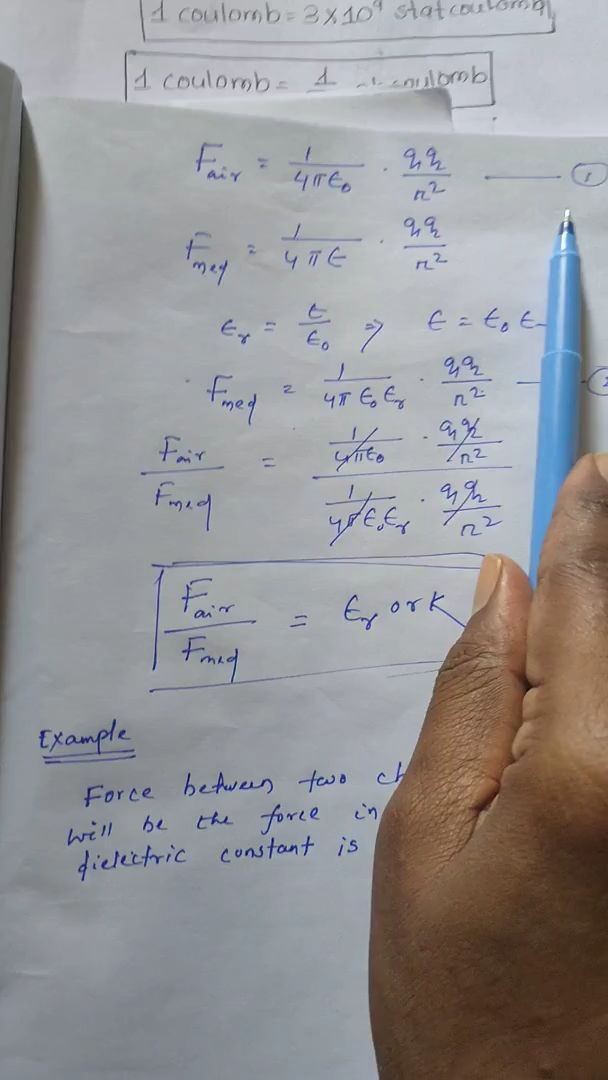 1 coulomb = 3 × 10⁹ statcoulomb
1 coulomb = 1 coulomb
F_air = 1/4πϵ₀ · q₁q₂/r² —— ①
F_med = 1/4πϵ · q₁q₂/r²
ϵ_r = ϵ/ϵ₀ ⇒ ϵ = ϵ₀ ϵ
F_med = 1/4πϵ₀ϵ_r · q₁q₂/r² ——
F_air/F_med = (1/4πϵ₀ · q₁q₂/r²)/(1/4πϵ₀ϵ_r · q₁q₂/r²)
F_air/F_med = ϵ_r or K
Example
Force between two
will be the force in
dielectric constant is